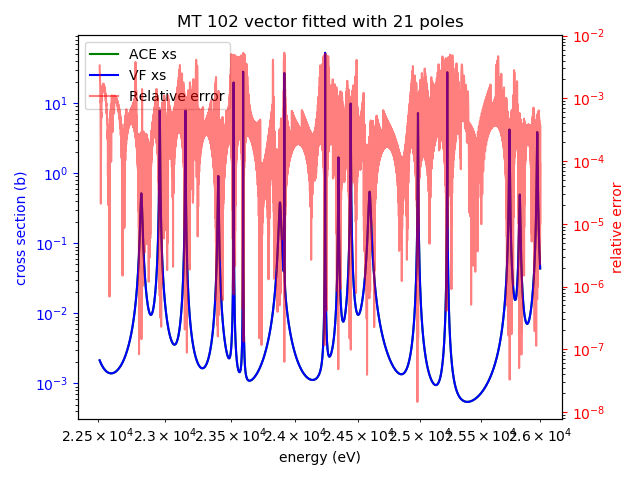 MT 102 vector fitted with 21 poles
ACE xs
VF xs
Relative error
cross section (b)
10¹
10⁰
10⁻¹
10⁻²
10⁻³
10⁻²
10⁻³
10⁻⁴
10⁻⁵
10⁻⁶
10⁻⁷
10⁻⁸
relative error
2.25 × 10⁴ 2.3 × 10⁴ 2.35 × 10⁴ 2.4 × 10⁴ 2.45 × 10⁴ 2.5 × 10⁴ 2.55 × 10⁴ 2.6 × 10⁴
energy (eV)